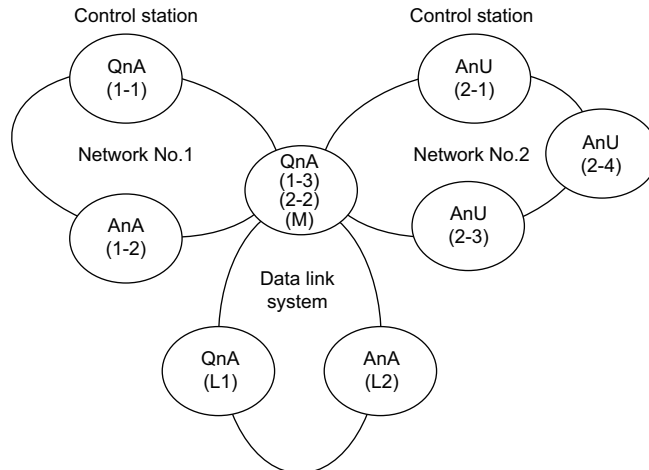 Control station
Control station
QnA
(1-1)
AnU
(2-1)
Network No.1
Network No.2
AnU
(2-4)
QnA
(1-3)
(2-2)
(M)
AnA
(1-2)
AnU
(2-3)
Data link
system
QnA
(L1)
AnA
(L2)